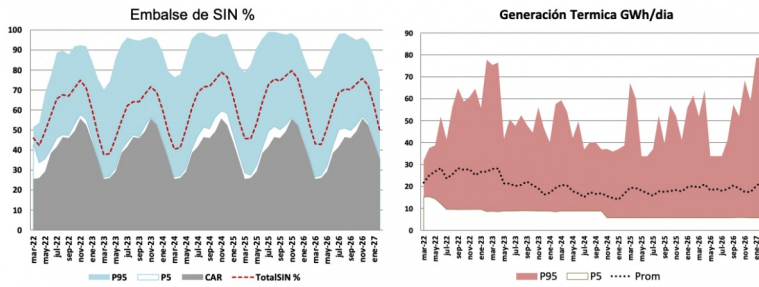 Embalse de SIN %
100
90
80
70
60
50
40
30
20
10
0
mar-22
may-22
jul-22
sep-22
nov-22
ene-23
mar-23
may-23
jul-23
sep-23
nov-23
ene-24
mar-24
may-24
jul-24
sep-24
nov-24
ene-25
mar-25
may-25
jul-25
sep-25
nov-25
ene-26
mar-26
may-26
jul-26
sep-26
nov-26
ene-27
P95 P5 CAR TotalSIN %
Generación Termica GWh/dia
90
80
70
60
50
40
30
20
10
0
mar-22
may-22
jul-22
sep-22
nov-22
ene-23
mar-23
may-23
jul-23
sep-23
nov-23
ene-24
mar-24
may-24
jul-24
sep-24
nov-24
ene-25
mar-25
may-25
jul-25
sep-25
nov-25
ene-26
mar-26
may-26
jul-26
sep-26
nov-26
ene-27
P95 P5 Prom